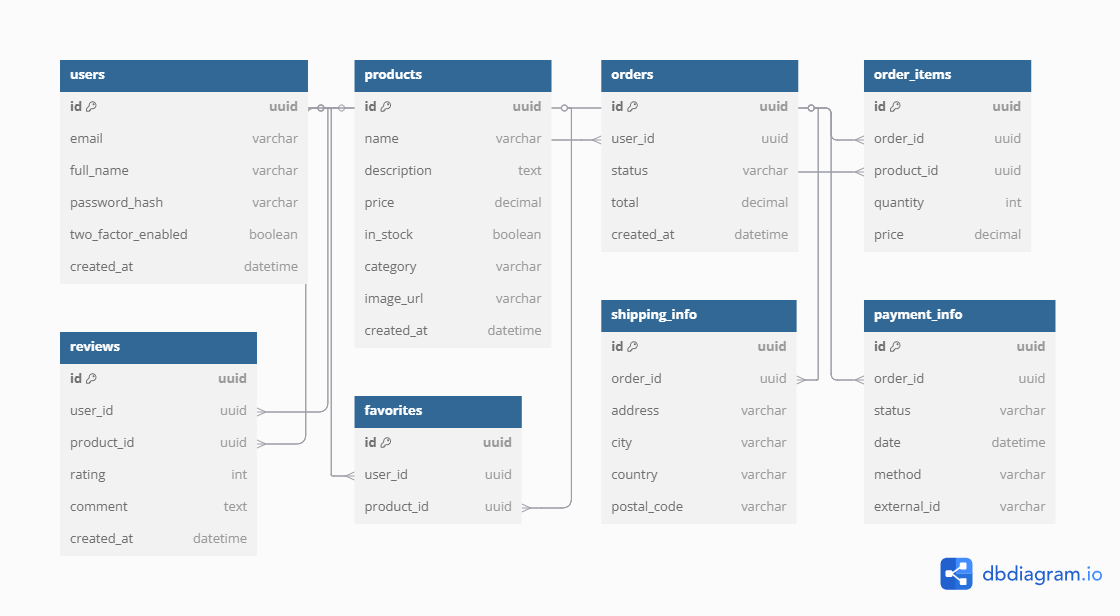 users
id uuid
email varchar
full_name varchar
password_hash varchar
two_factor_enabled boolean
created_at datetime
products
id uuid
name varchar
description text
price decimal
in_stock boolean
category varchar
image_url varchar
created_at datetime
orders
id uuid
user_id uuid
status varchar
total decimal
created_at datetime
order_items
id uuid
order_id uuid
product_id uuid
quantity int
price decimal
reviews
id uuid
user_id uuid
product_id uuid
rating int
comment text
created_at datetime
favorites
id uuid
user_id uuid
product_id uuid
shipping_info
id uuid
order_id uuid
address varchar
city varchar
country varchar
postal_code varchar
payment_info
id uuid
order_id uuid
status varchar
date datetime
method varchar
external_id varchar
dbdiagram.io